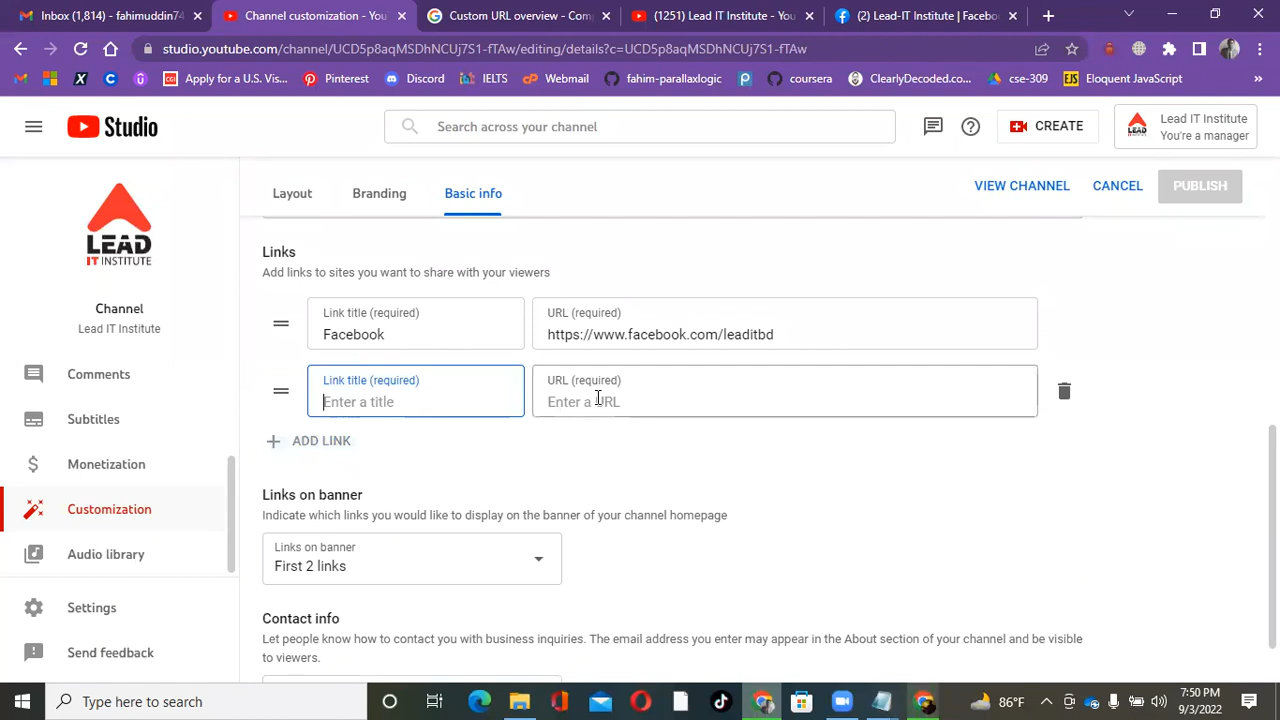 Inbox (1,814) - fahimuddin74
Channel customization - You
Custom URL overview - Comp
(1251) Lead IT Institute - You
(2) Lead-IT Institute | Facebo
studio.youtube.com/channel/UCD5p8aqMSDhNCUj7S1-fTAw/editing/details?c=UCD5p8aqMSDhNCUj7S1-fTAw
Apply for a U.S. Vis...
Pinterest
Discord
IELTS
Webmail
fahim-parallaxlogic
coursera
ClearlyDecoded.co...
cse-309
EJS
Eloquent JavaScript
Studio
Search across your channel
CREATE
LEAD
Lead IT Institute
You're a manager
LEAD
IT INSTITUTE
Layout
Branding
Basic info
VIEW CHANNEL
CANCEL
PUBLISH
Channel
Lead IT Institute
Comments
Subtitles
Monetization
Customization
Audio library
Settings
Send feedback
Links
Add links to sites you want to share with your viewers
Link title (required)
Facebook
URL (required)
https://www.facebook.com/leaditbd
Link title (required)
Enter a title
URL (required)
Enter a URL
ADD LINK
Links on banner
Indicate which links you would like to display on the banner of your channel homepage
Links on banner
First 2 links
Contact info
Let people know how to contact you with business inquiries. The email address you enter may appear in the About section of your channel and be visible
to viewers.
Type here to search
86°F
7:50 PM
9/3/2022